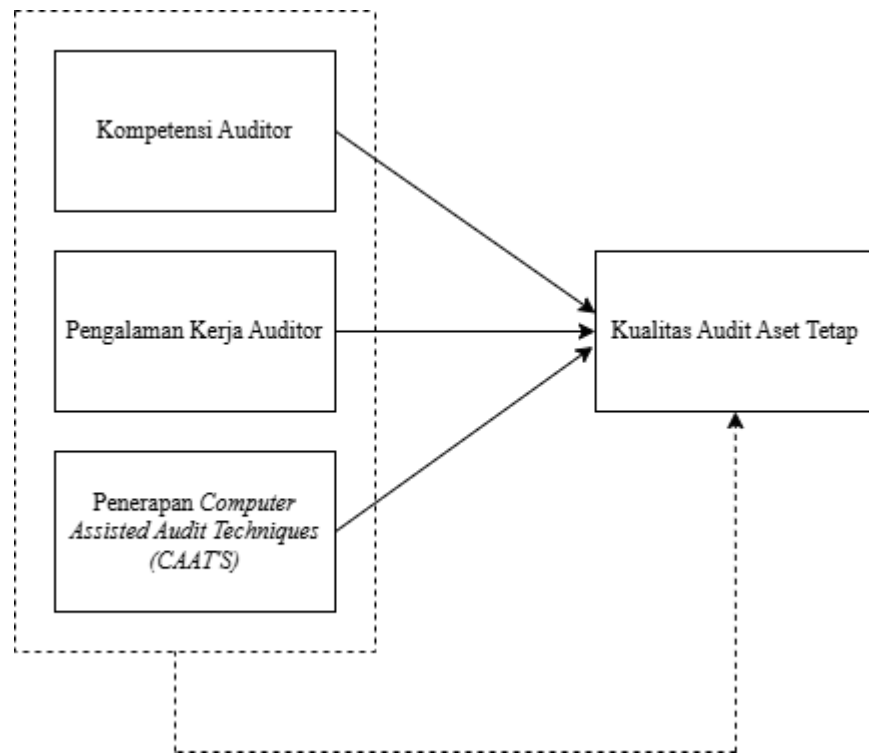 Kompetensi Auditor
Pengalaman Kerja Auditor
Penerapan Computer
Assisted Audit Techniques
(CAAT'S)
Kualitas Audit Aset Tetap